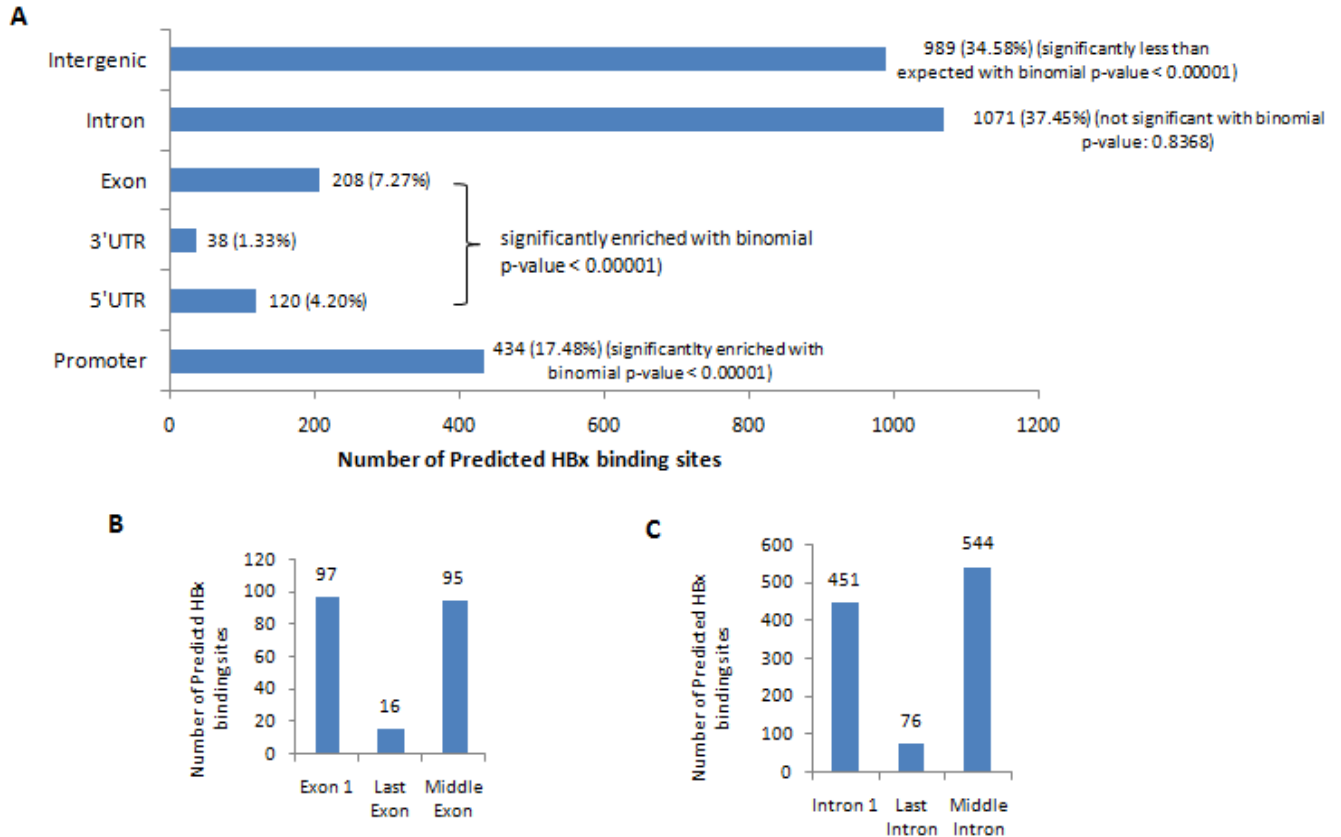 A
Intergenic
989 (34.58%) (significantly less than
expected with binomial p-value < 0.00001)
Intron
1071 (37.45%) (not significant with binomial
p-value: 0.8368)
Exon
208 (7.27%)
3'UTR
38 (1.33%)
significantly enriched with binomial
p-value < 0.00001)
5'UTR
120 (4.20%)
Promoter
434 (17.48%) (significantlty enriched with
binomial p-value < 0.00001)
0 200 400 600 800 1000 1200
Number of Predicted HBx binding sites
B
Number of Predictd HBx
binding sites
120
100
80
60
40
20
0
97
16
95
Exon 1
Last
Exon
Middle
Exon
C
Number of Predicted HBx
binding sites
600
500
400
300
200
100
0
451
76
544
Intron 1
Last
Intron
Middle
Intron